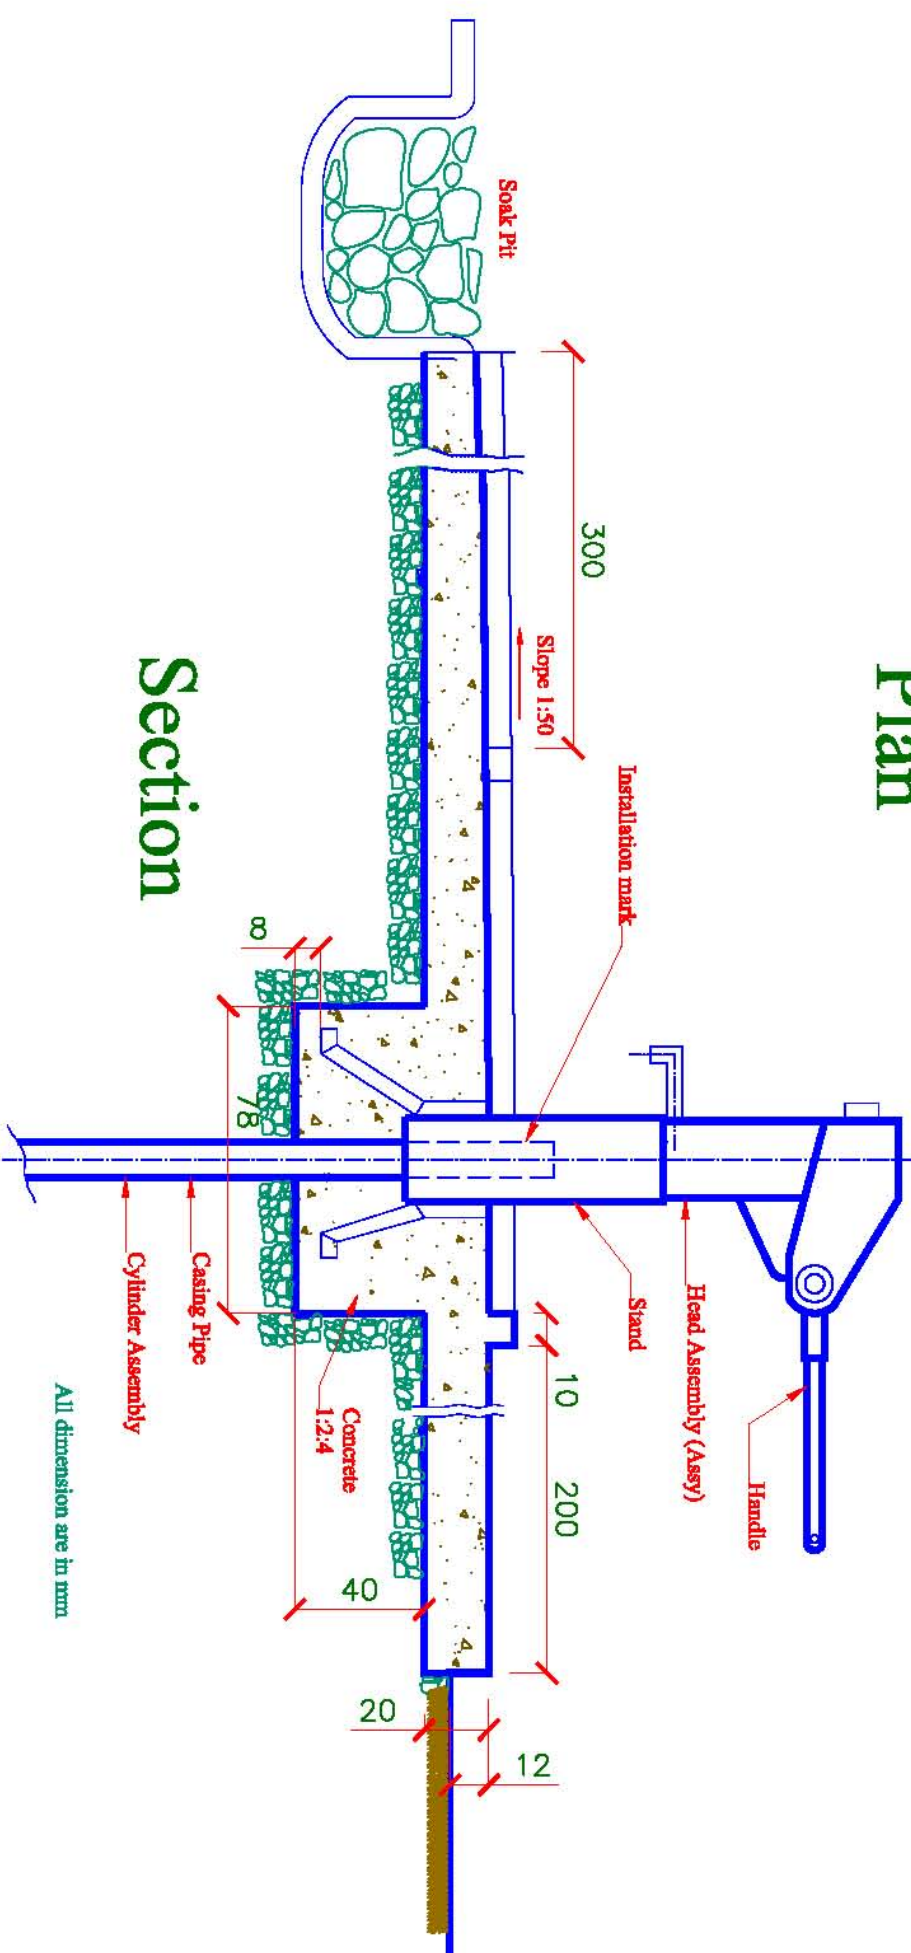 Plan
Soak Pit
300
Slope 1:50
Installation mark
Section
8
78
Head Assembly (Assy)
Stand
Handle
10
200
Casing Pipe
Cylinder Assembly
Concrete
1:2:4
40
20
12
All dimension are in mm